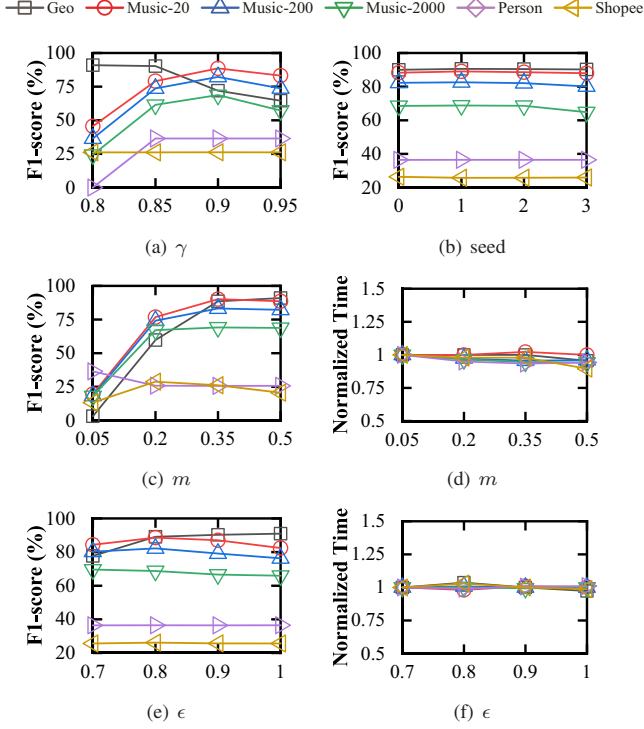 Geo Music-20 Music-200 Music-2000 Person Shopee
F1-score (%)
100
75
50
25
0
0.8 0.85 0.9 0.95
(a) γ
F1-score (%)
100
80
60
40
20
0 1 2 3
(b) seed
F1-score (%)
100
75
50
25
0
0.05 0.2 0.35 0.5
(c) m
Normalized Time
1.5
1.25
1
0.75
0.5
0.05 0.2 0.35 0.5
(d) m
F1-score (%)
100
80
60
40
20
0.7 0.8 0.9 1
(e) ϵ
Normalized Time
1.5
1.25
1
0.75
0.5
0.7 0.8 0.9 1
(f) ϵ